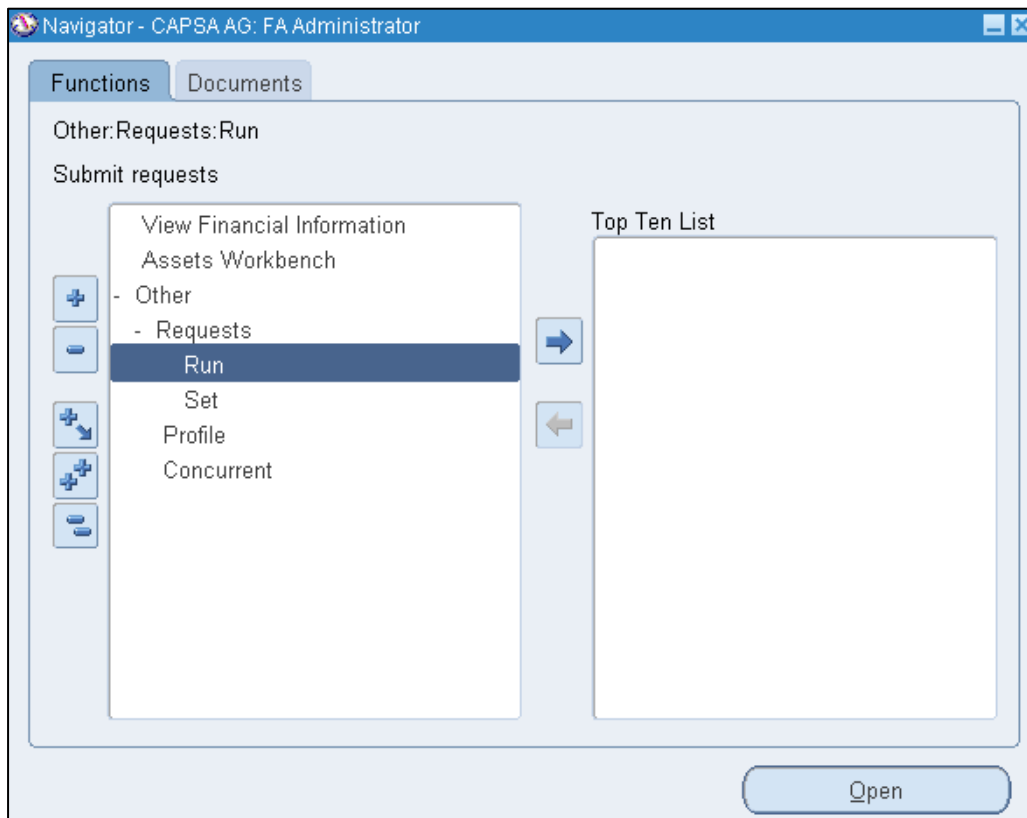 Navigator - CAPSA AG: FA Administrator
Functions Documents
Other:Requests:Run
Submit requests
View Financial Information
Assets Workbench
- Other
- Requests
Run
Set
Profile
Concurrent
Top Ten List
Open